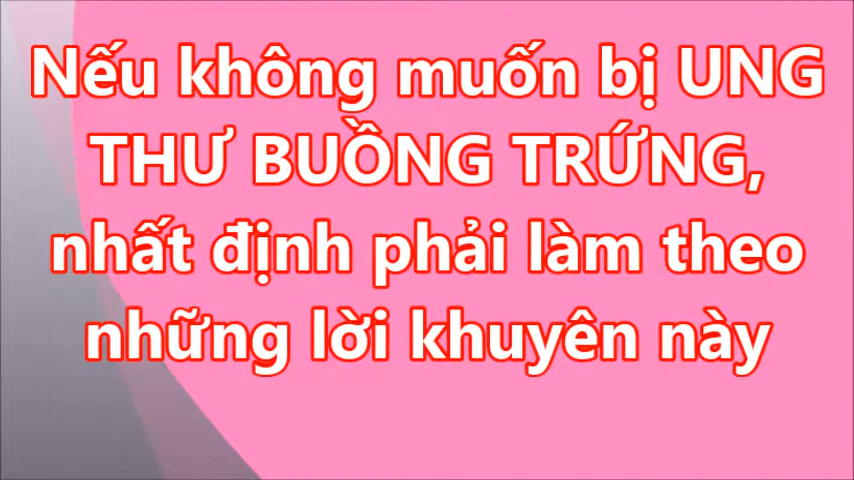 Nếu không muốn bị UNG
THƯ BUỒNG TRỨNG,
nhất định phải làm theo
những lời khuyên này